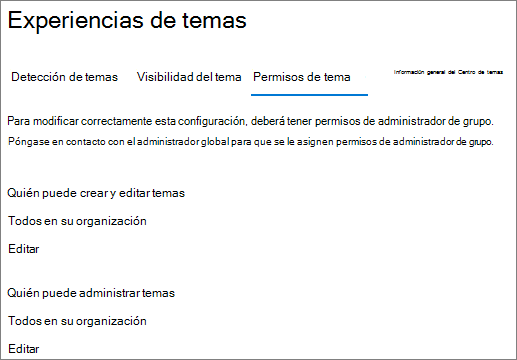 Experiencias de temas
Detección de temas Visibilidad del tema Permisos de tema Información general del Centro de temas
Para modificar correctamente esta configuración, deberá tener permisos de administrador de grupo.
Póngase en contacto con el administrador global para que se le asignen permisos de administrador de grupo.
Quién puede crear y editar temas
Todos en su organización
Editar
Quién puede administrar temas
Todos en su organización
Editar